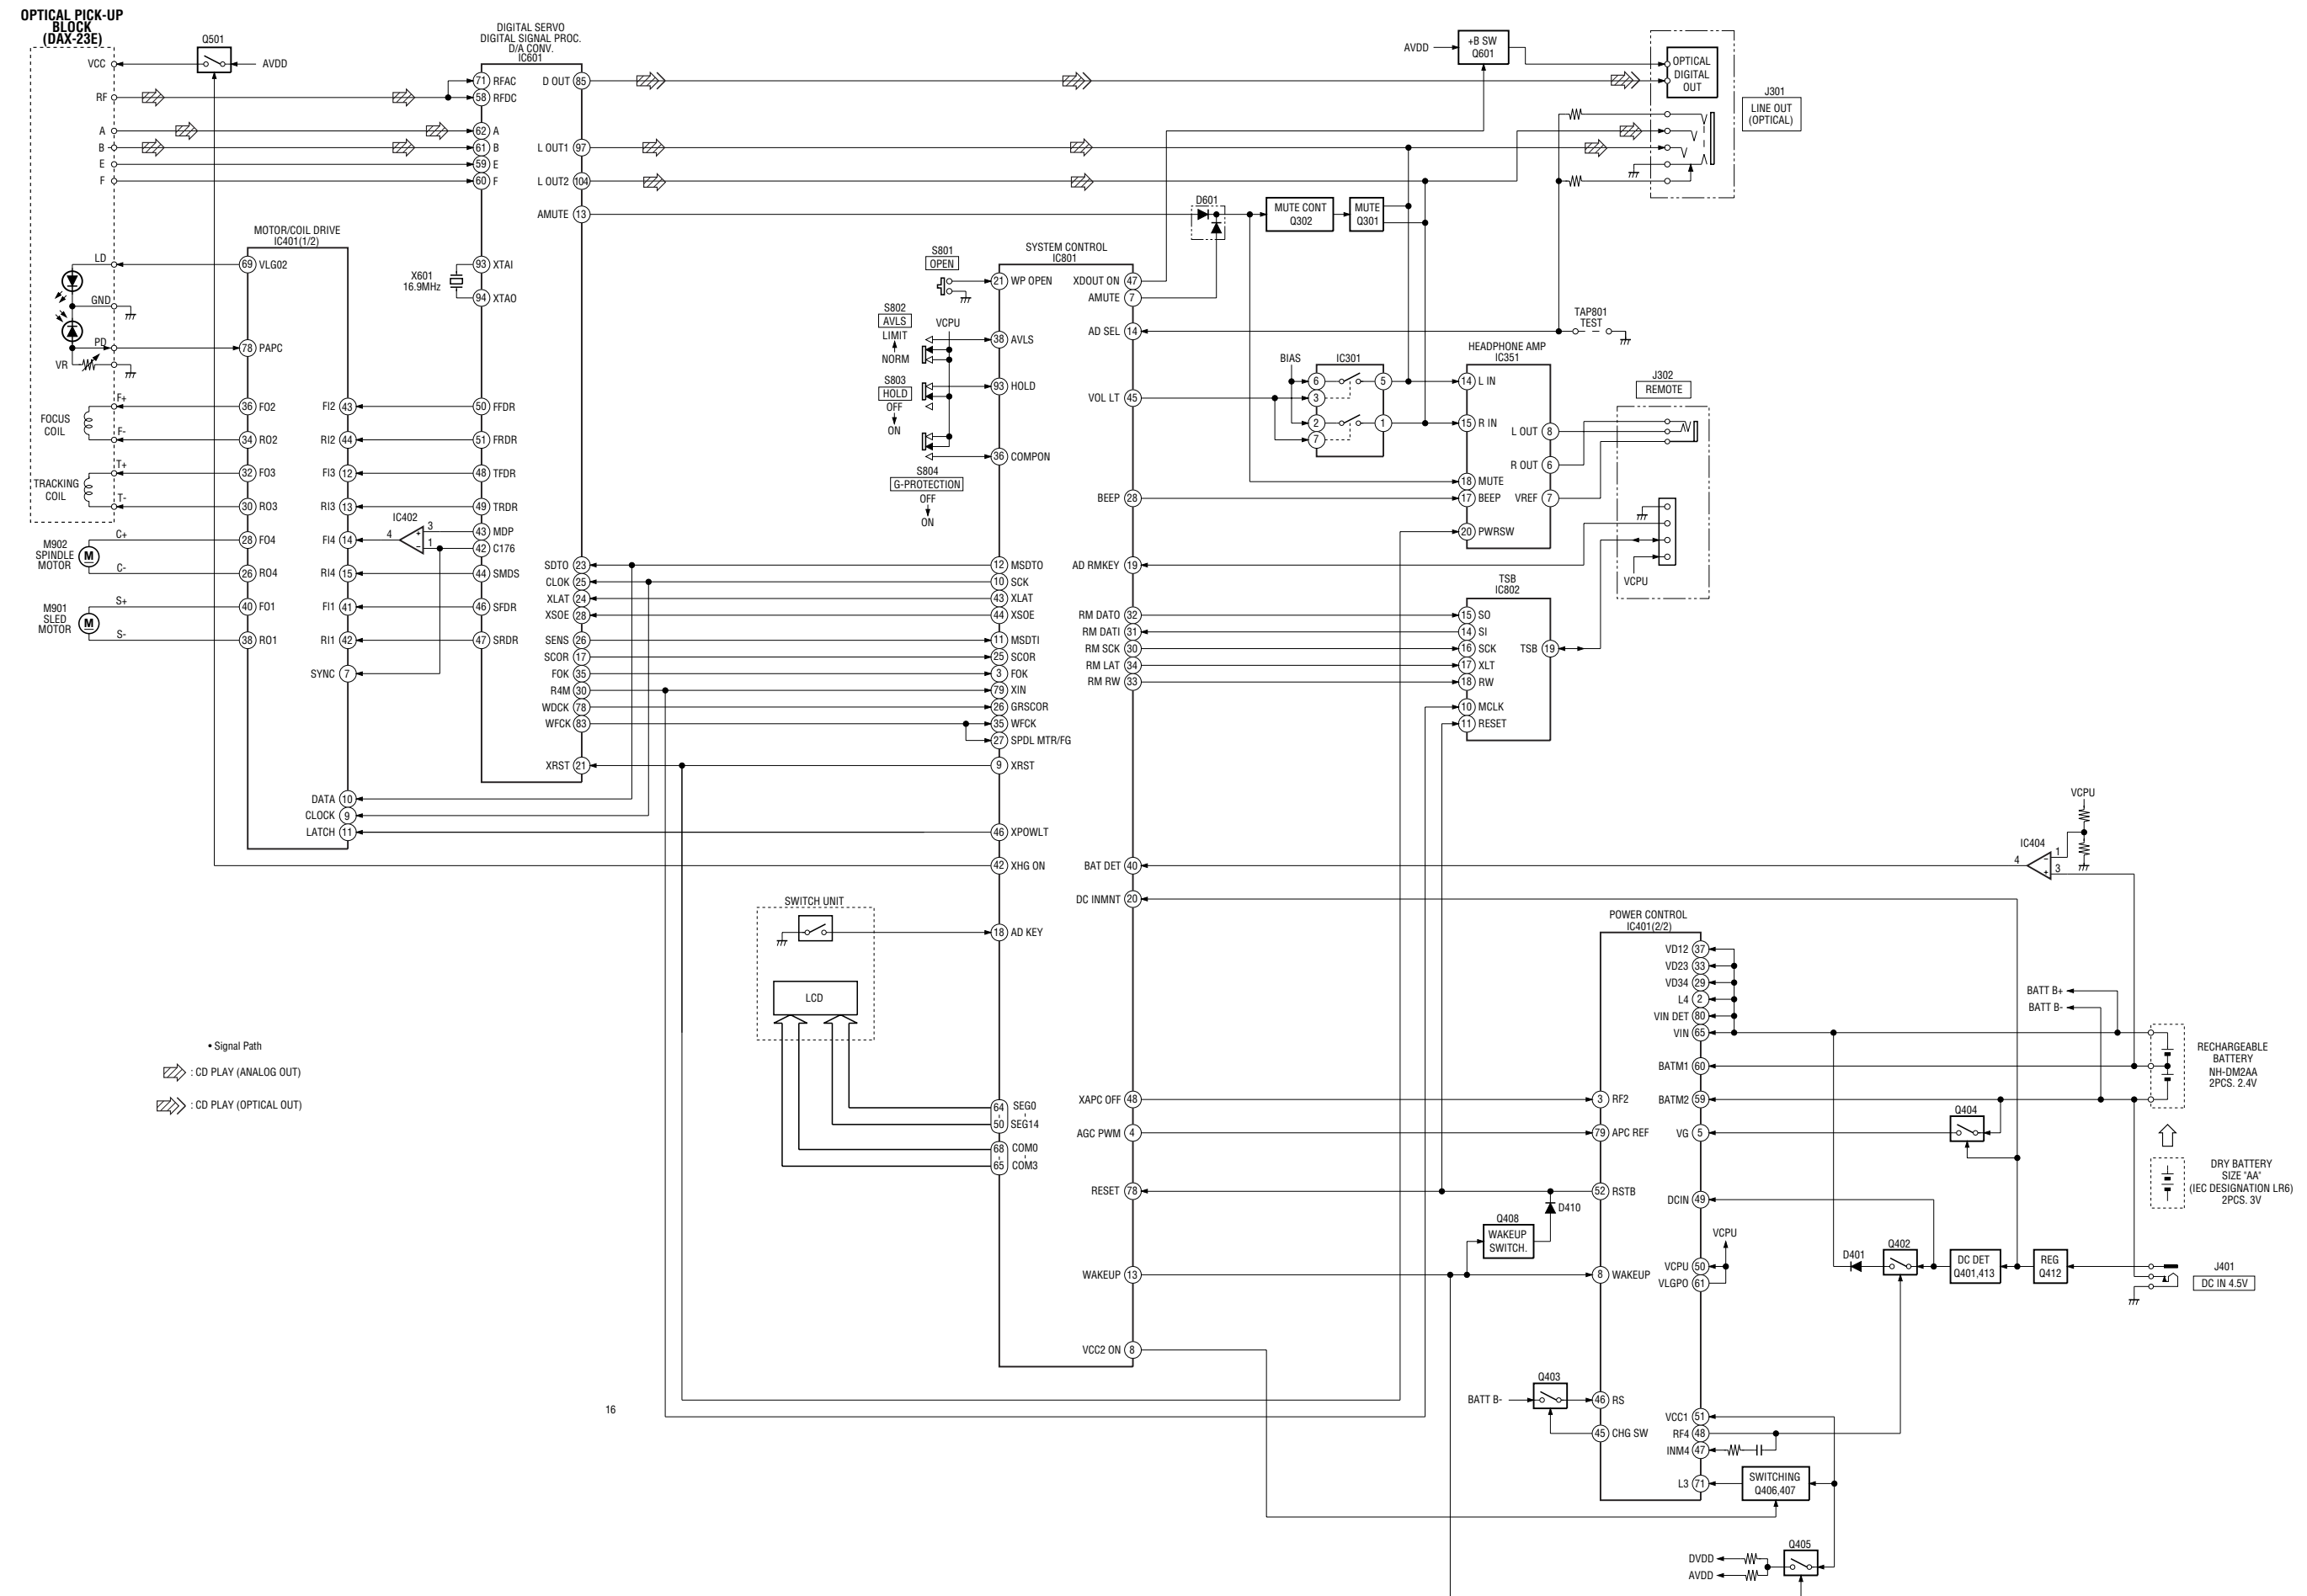 OPTICAL PICK-UP
BLOCK
(DAX-23E)
VCC
RF
A
B
E
F
LD
GND
PD
VR
F+
F-
FOCUS
COIL
T+
T-
TRACKING
COIL
M902
SPINDLE
MOTOR
M
C+
C-
M901
SLED
MOTOR
M
S+
S-
Q501
AVDD
MOTOR/COIL DRIVE
IC401(1/2)
69 VLG02
78 PAPC
36 FO2
34 RO2
32 FO3
30 RO3
28 FO4
26 RO4
40 FO1
38 RO1
FI2 43
RI2 44
FI3 12
RI3 13
FI4 14
RI4 15
FI1 41
RI1 42
SYNC 7
DATA 10
CLOCK 9
LATCH 11
IC402
4
3
1
+
-
DIGITAL SERVO
DIGITAL SIGNAL PROC.
D/A CONV.
IC601
71 RFAC
58 RFDC
62 A
61 B
59 E
60 F
X601
16.9MHz
93 XTAI
94 XTAO
50 FFDR
51 FRDR
48 TFDR
49 TRDR
43 MDP
42 C176
44 SMDS
46 SFDR
47 SRDR
D OUT 85
L OUT1 97
L OUT2 104
AMUTE 13
SDTO 23
CLOK 25
XLAT 24
XSOE 28
SENS 26
SCOR 17
FOK 35
R4M 30
WDCK 78
WFCK 83
XRST 21
S801
OPEN
S802
AVLS
LIMIT
NORM
VCPU
S803
HOLD
OFF
ON
S804
G-PROTECTION
OFF
ON
SYSTEM CONTROL
IC801
21 WP OPEN
38 AVLS
93 HOLD
36 COMPON
12 MSDTO
10 SCK
43 XLAT
44 XSOE
11 MSDTI
25 SCOR
3 FOK
79 XIN
26 GRSCOR
35 WFCK
27 SPDL MTR/FG
9 XRST
46 XPOWLT
42 XHG ON
18 AD KEY
64 SEG0
50 SEG14
68 COM0
65 COM3
XDOUT ON 47
AMUTE 7
AD SEL 14
VOL LT 45
BEEP 28
AD RMKEY 19
RM DATO 32
RM DATI 31
RM SCK 30
RM LAT 34
RM RW 33
BAT DET 40
DC INMNT 20
XAPC OFF 48
AGC PWM 4
RESET 78
WAKEUP 13
VCC2 ON 8
SWITCH UNIT
LCD
AVDD
+B SW
Q601
OPTICAL
DIGITAL
OUT
J301
LINE OUT
(OPTICAL)
D601
MUTE CONT
Q302
MUTE
Q301
TAP801
TEST
BIAS
IC301
6
3
2
7
5
1
HEADPHONE AMP
IC351
14 L IN
15 R IN
18 MUTE
17 BEEP
20 PWRSW
L OUT 8
R OUT 6
VREF 7
J302
REMOTE
VCPU
TSB
IC802
15 SO
14 SI
16 SCK
17 XLT
18 RW
10 MCLK
11 RESET
TSB 19
VCPU
IC404
4
1
3
-
+
POWER CONTROL
IC401(2/2)
VD12 37
VD23 33
VD34 29
L4 2
VIN DET 80
VIN 65
BATM1 60
BATM2 59
VG 5
DCIN 49
VCPU 50
VLGPO 61
VCC1 51
RF4 48
INM4 47
L3 71
3 RF2
79 APC REF
52 RSTB
8 WAKEUP
46 RS
45 CHG SW
VCPU
D410
Q408
WAKEUP
SWITCH.
Q403
BATT B-
Q404
BATT B+
BATT B-
RECHARGEABLE
BATTERY
NH-DM2AA
2PCS. 2.4V
DRY BATTERY
SIZE "AA"
(IEC DESIGNATION LR6)
2PCS. 3V
D401
Q402
DC DET
Q401,413
REG
Q412
J401
DC IN 4.5V
SWITCHING
Q406,407
Q405
DVDD
AVDD
• Signal Path
: CD PLAY (ANALOG OUT)
: CD PLAY (OPTICAL OUT)
16